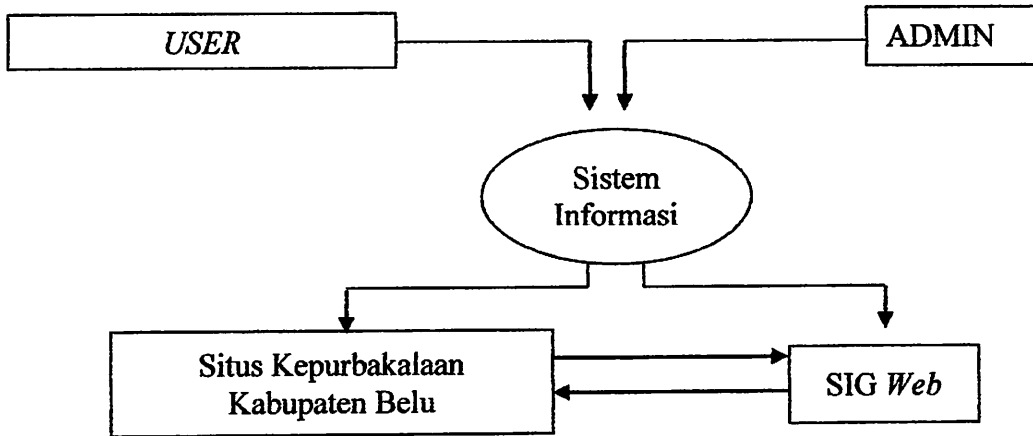 USER
ADMIN
Sistem
Informasi
Situs Kepurbakalaan
Kabupaten Belu
SIG Web